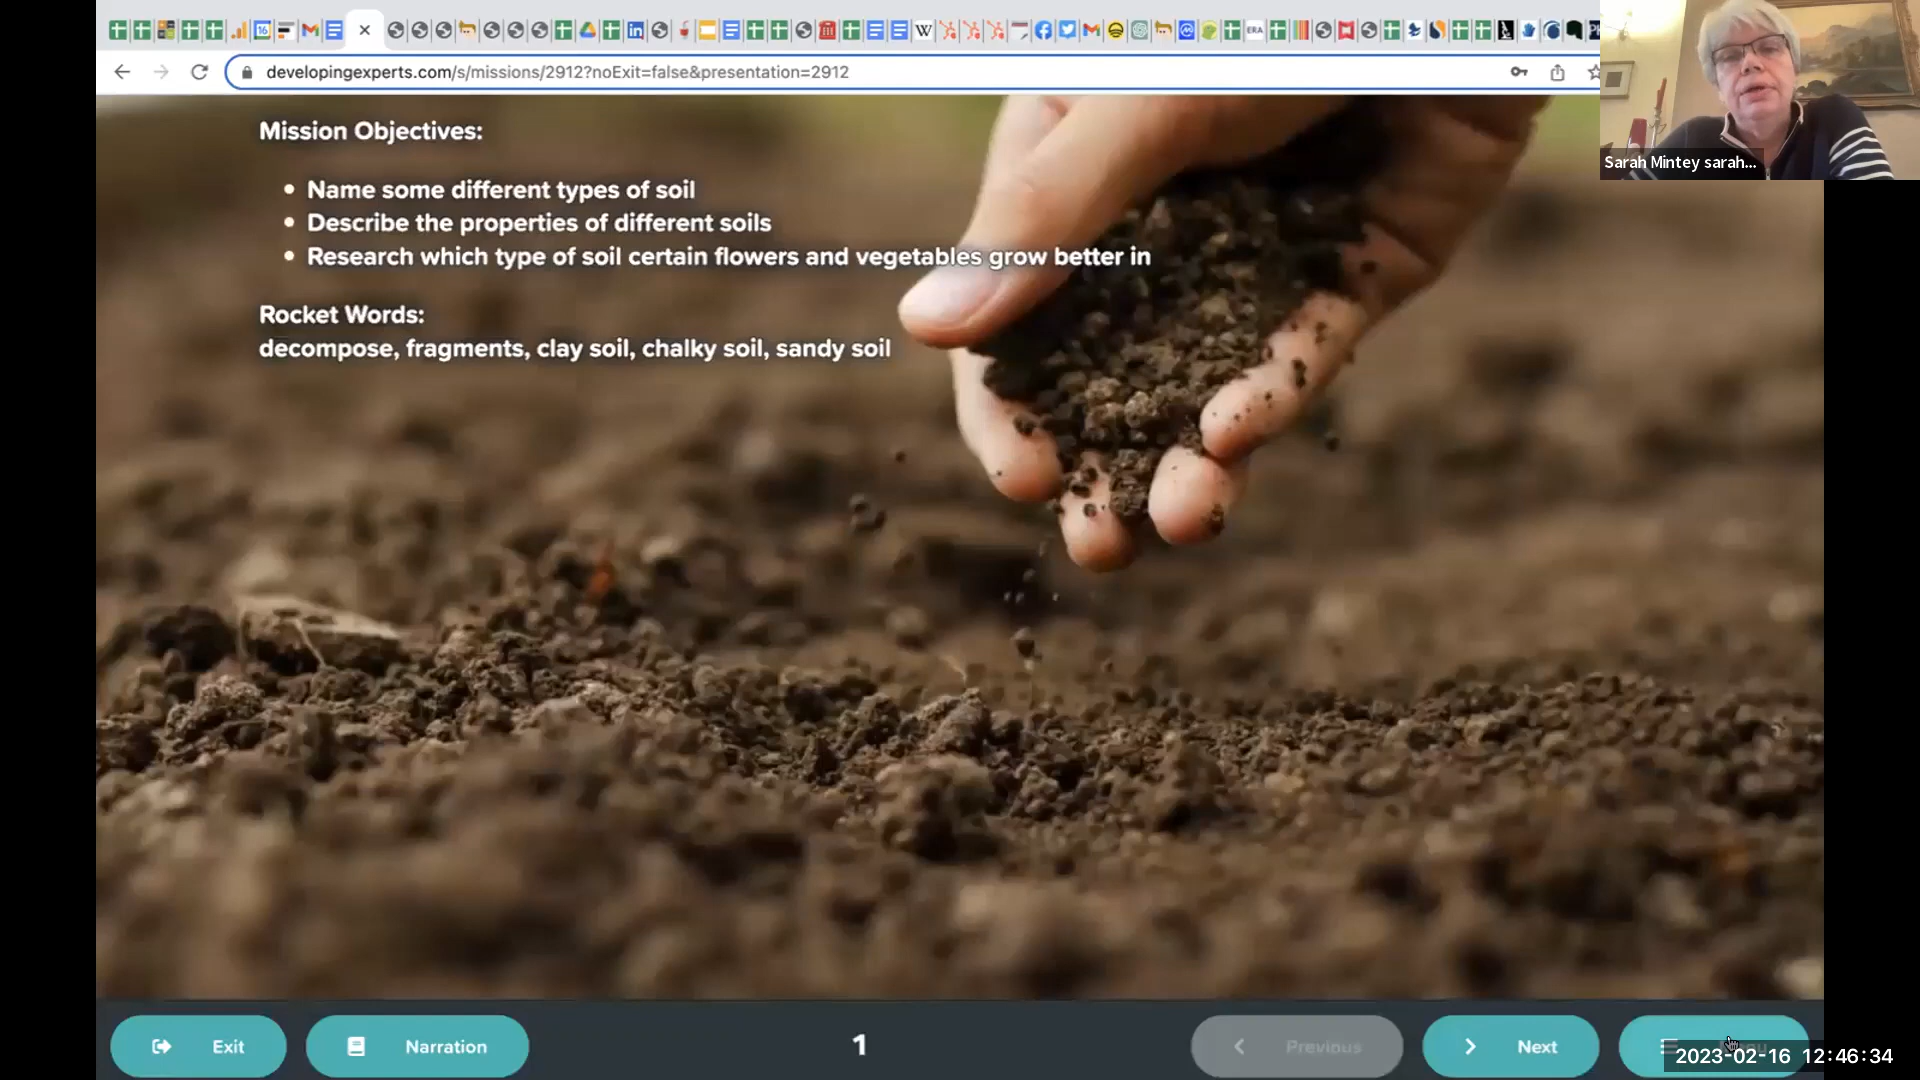 developingexperts.com/s/missions/2912?noExit=false&presentation=2912
Sarah Mintey sarah...
Mission Objectives:
• Name some different types of soil
• Describe the properties of different soils
• Research which type of soil certain flowers and vegetables grow better in
Rocket Words:
decompose, fragments, clay soil, chalky soil, sandy soil
Exit
Narration
1
Previous
Next
2023-02-16 12:46:34